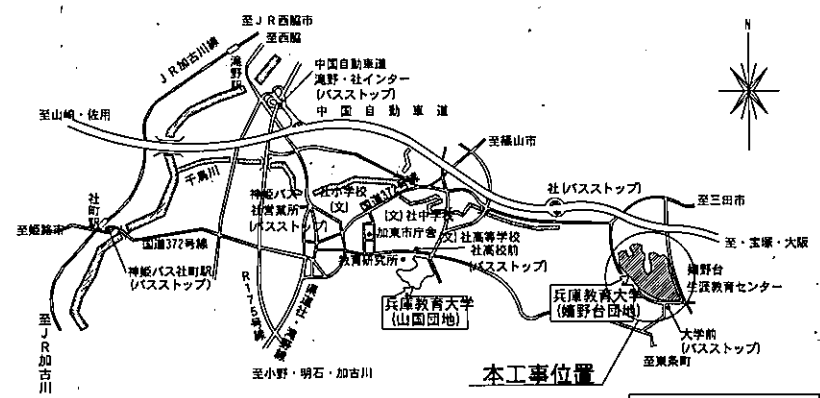 至JR西脇市
至西脇
JR加古川線
滝野駅
中国自動車道
滝野・社インター
(バスストップ)
中国自動車道
N
至山崎・佐用
至篠山市
千鳥川
社町駅
神姫バス
社営業所
(バスストップ)
社小学校
(文)
国道372号線
(文)社中学校
社(バスストップ)
至三田市
至姫路市
国道372号線
加東市庁舎
(文)社高等学校
社高校前
(バスストップ)
至・宝塚・大阪
神姫バス社町駅
(バスストップ)
R175号線
教育研究所
兵庫教育大学
(山国団地)
嬉野台
生涯教育センター
兵庫教育大学
(嬉野台団地)
大学前
(バスストップ)
至東条町
至JR加古川
至小野・明石・加古川
本工事位置